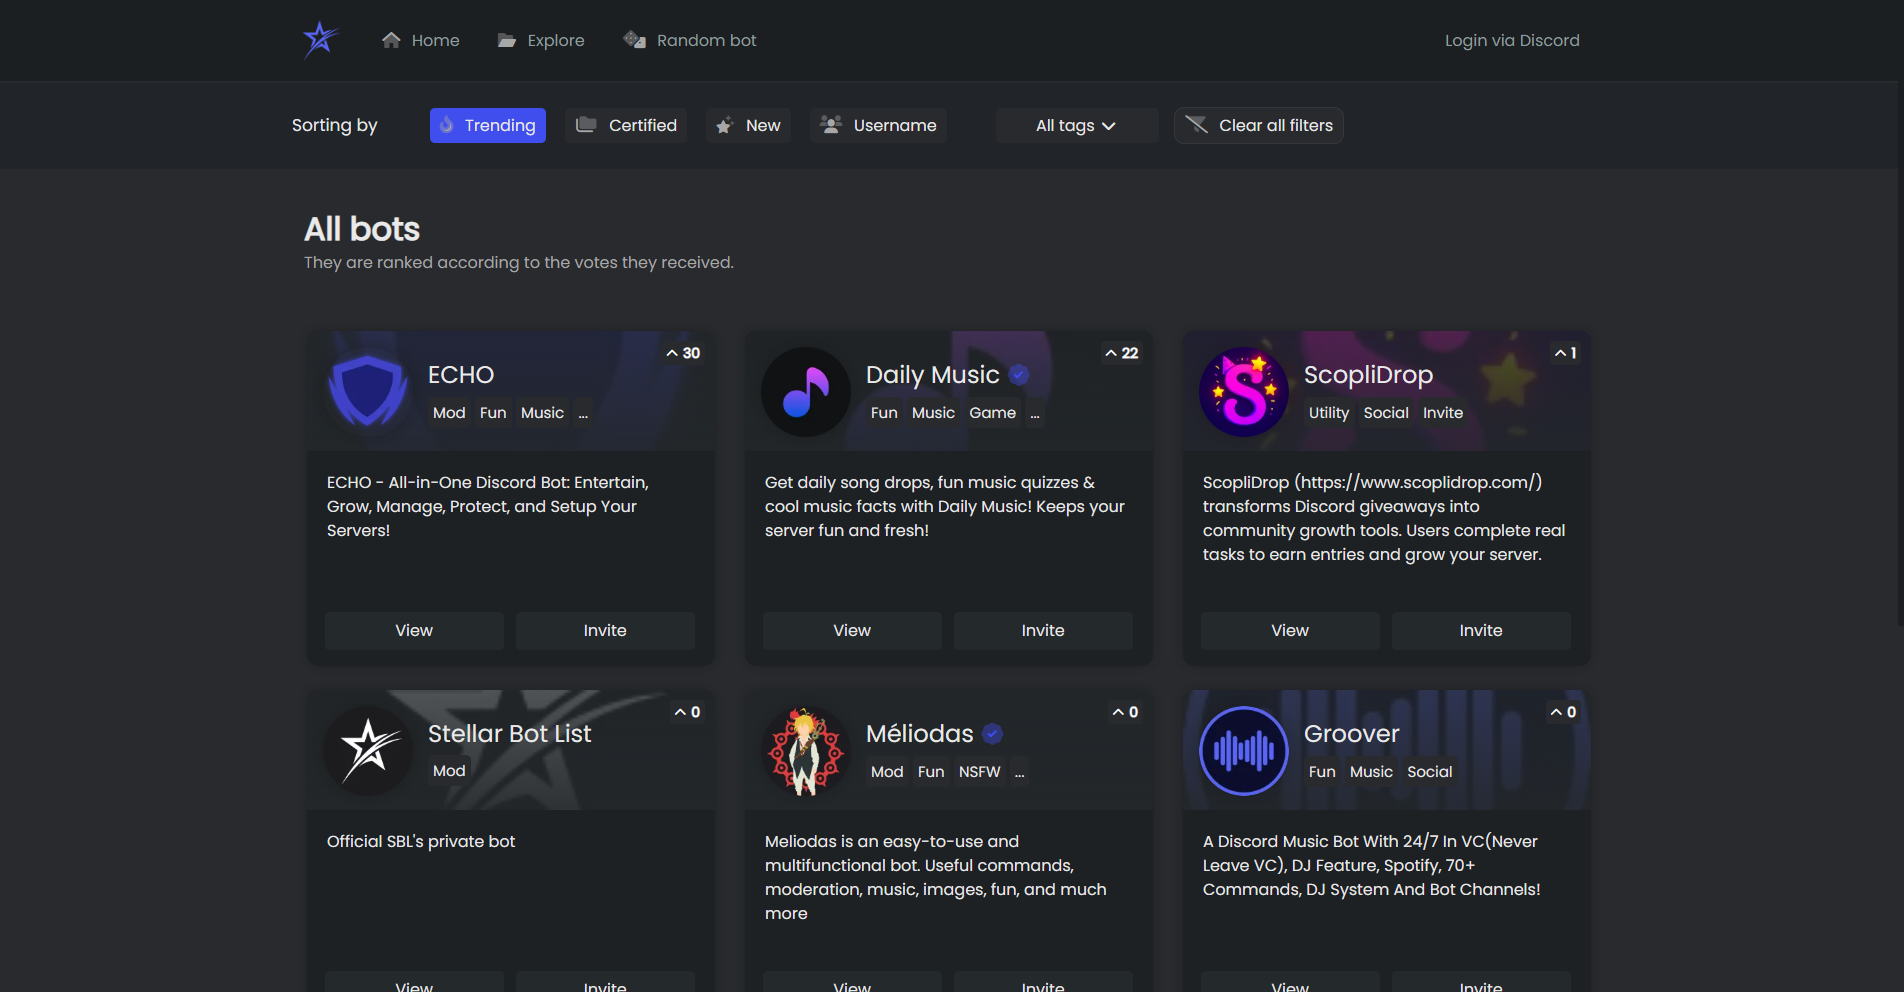 Home
Explore
Random bot
Login via Discord
Sorting by
Trending
Certified
New
Username
All tags
Clear all filters
All bots
They are ranked according to the votes they received.
30
ECHO
Mod Fun Music ...
ECHO - All-in-One Discord Bot: Entertain,
Grow, Manage, Protect, and Setup Your
Servers!
View
Invite
22
Daily Music
Fun Music Game ...
Get daily song drops, fun music quizzes &
cool music facts with Daily Music! Keeps your
server fun and fresh!
View
Invite
1
ScopliDrop
Utility Social Invite
ScopliDrop (https://www.scoplidrop.com/)
transforms Discord giveaways into
community growth tools. Users complete real
tasks to earn entries and grow your server.
View
Invite
0
Stellar Bot List
Mod
Official SBL's private bot
View
Invite
0
Méliodas
Mod Fun NSFW ...
Meliodas is an easy-to-use and
multifunctional bot. Useful commands,
moderation, music, images, fun, and much
more
View
Invite
0
Groover
Fun Music Social
A Discord Music Bot With 24/7 In VC(Never
Leave VC), DJ Feature, Spotify, 70+
Commands, DJ System And Bot Channels!
View
Invite